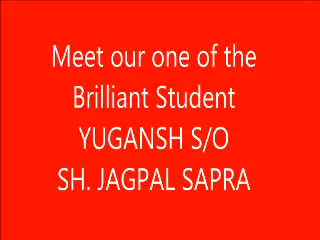 Meet our one of the
Brilliant Student
YUGANSH S/O
SH. JAGPAL SAPRA